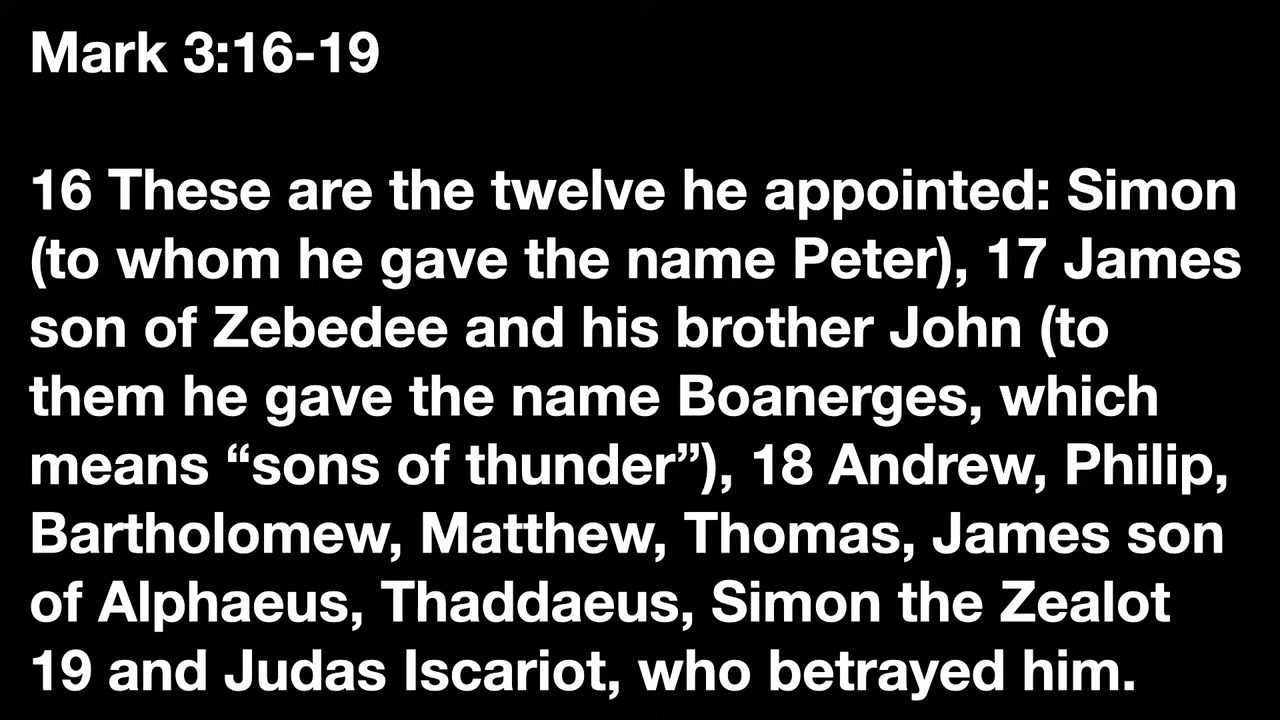 Mark 3:16-19
16 These are the twelve he appointed: Simon
(to whom he gave the name Peter), 17 James
son of Zebedee and his brother John (to
them he gave the name Boanerges, which
means “sons of thunder”), 18 Andrew, Philip,
Bartholomew, Matthew, Thomas, James son
of Alphaeus, Thaddaeus, Simon the Zealot
19 and Judas Iscariot, who betrayed him.